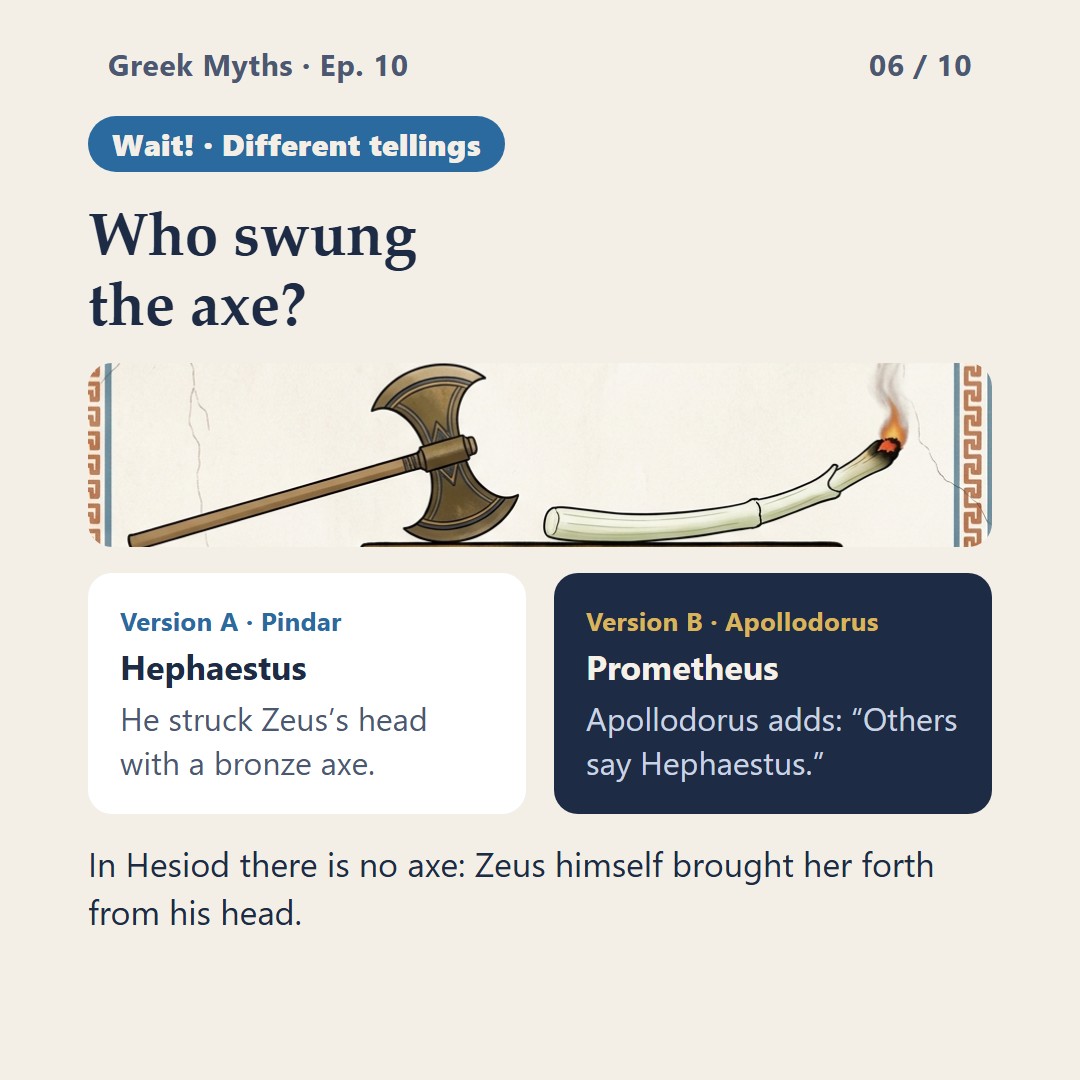 Greek Myths · Ep. 10
06 / 10
Wait! · Different tellings
Who swung
the axe?
Version A · Pindar
Hephaestus
He struck Zeus’s head
with a bronze axe.
Version B · Apollodorus
Prometheus
Apollodorus adds: “Others
say Hephaestus.”
In Hesiod there is no axe: Zeus himself brought her forth
from his head.